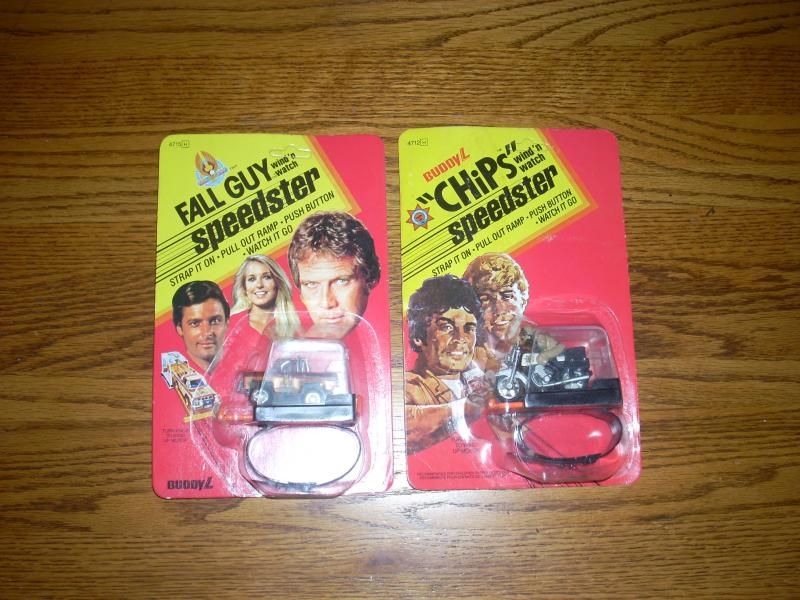 4715 H
FALL GUY
wind'n
watch
speedster
STRAP IT ON • PULL OUT RAMP • PUSH BUTTON
• WATCH IT GO
BUDDY L
4712 H
BUDDY L
"CHiPs"
wind'n
watch
speedster
STRAP IT ON • PULL OUT RAMP • PUSH BUTTON
• WATCH IT GO